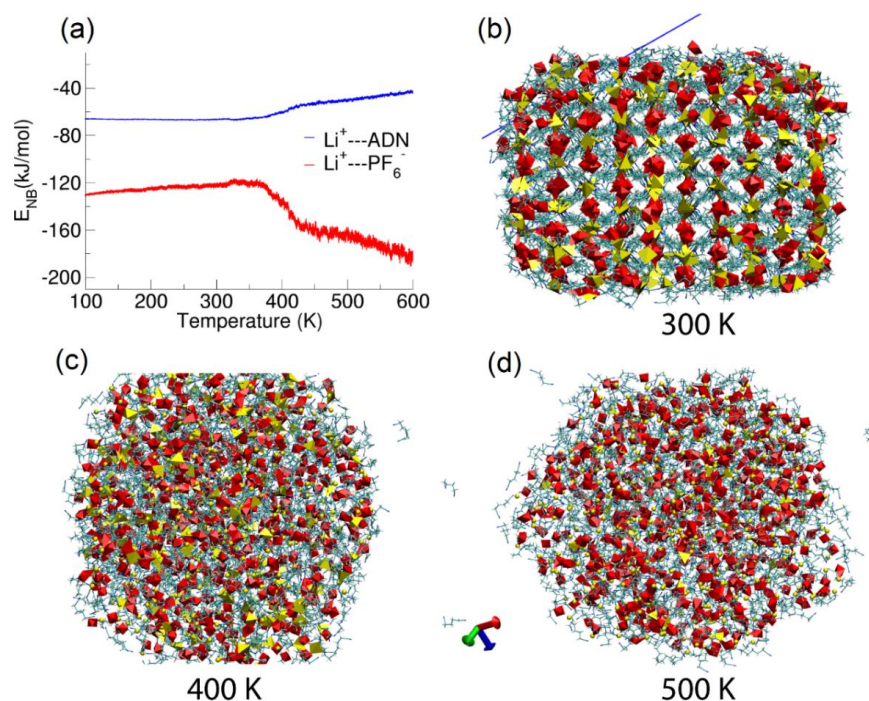 (a)
-40
-80
-120
-160
-200
E_NB(kJ/mol)
Li⁺---ADN
Li⁺---PF₆⁻
100 200 300 400 500 600
Temperature (K)
(b)
300 K
(c)
400 K
(d)
500 K